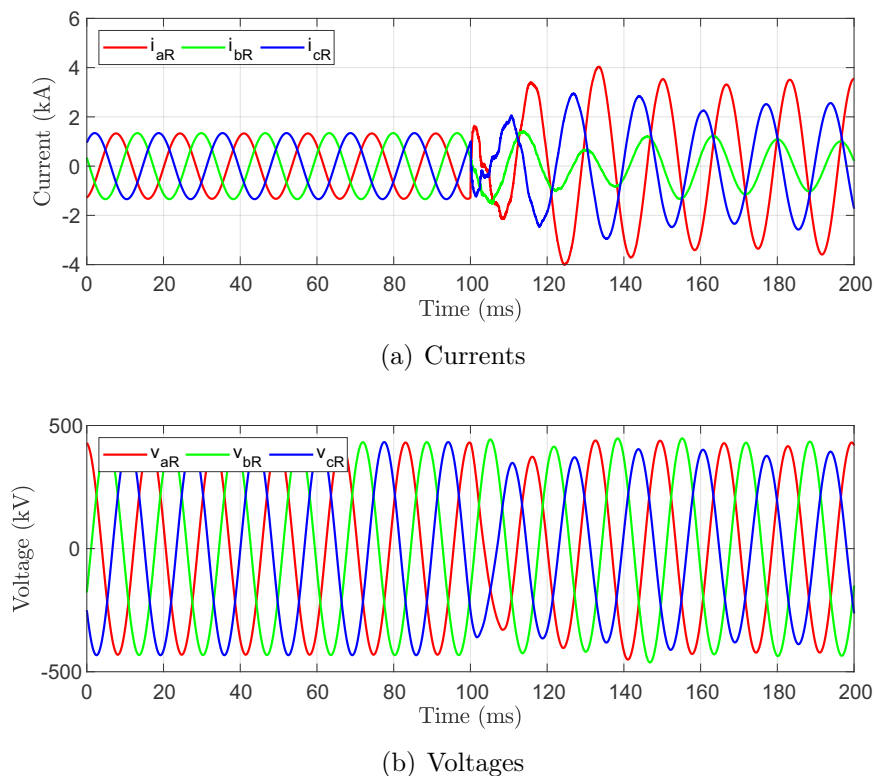 6
4
2
0
-2
-4
Current (kA)
i_aR i_bR i_cR
0 20 40 60 80 100 120 140 160 180 200
Time (ms)
(a) Currents
500
0
-500
Voltage (kV)
v_aR v_bR v_cR
0 20 40 60 80 100 120 140 160 180 200
Time (ms)
(b) Voltages